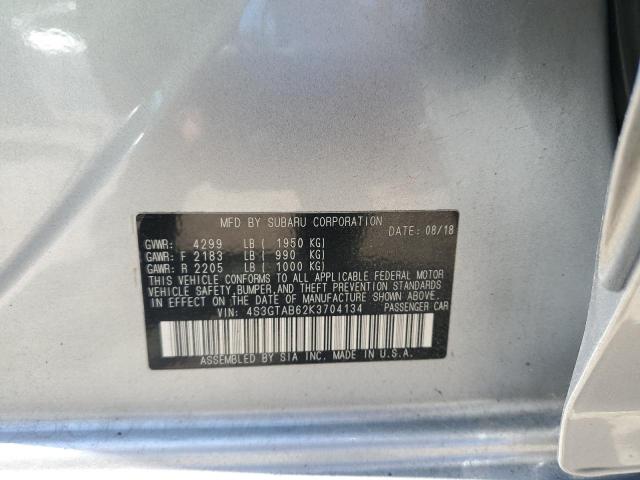 MFD BY SUBARU CORPORATION
DATE: 08/18
GVWR: 4299 LB ( 1950 KG)
GAWR: F 2183 LB ( 990 KG)
GAWR: R 2205 LB ( 1000 KG)
THIS VEHICLE CONFORMS TO ALL APPLICABLE FEDERAL MOTOR
VEHICLE SAFETY,BUMPER,AND THEFT PREVENTION STANDARDS
IN EFFECT ON THE DATE OF MANUFACTURE SHOWN ABOVE.
VIN: 4S3GTAB62K3704134 PASSENGER CAR
ASSEMBLED BY SIA INC. MADE IN U.S.A.